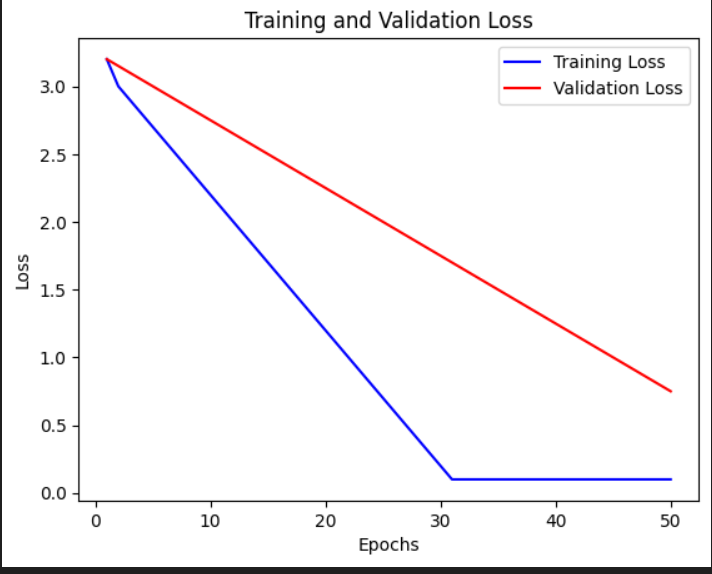 Training and Validation Loss
Training Loss
Validation Loss
3.0
2.5
2.0
1.5
1.0
0.5
0.0
Loss
0 10 20 30 40 50
Epochs